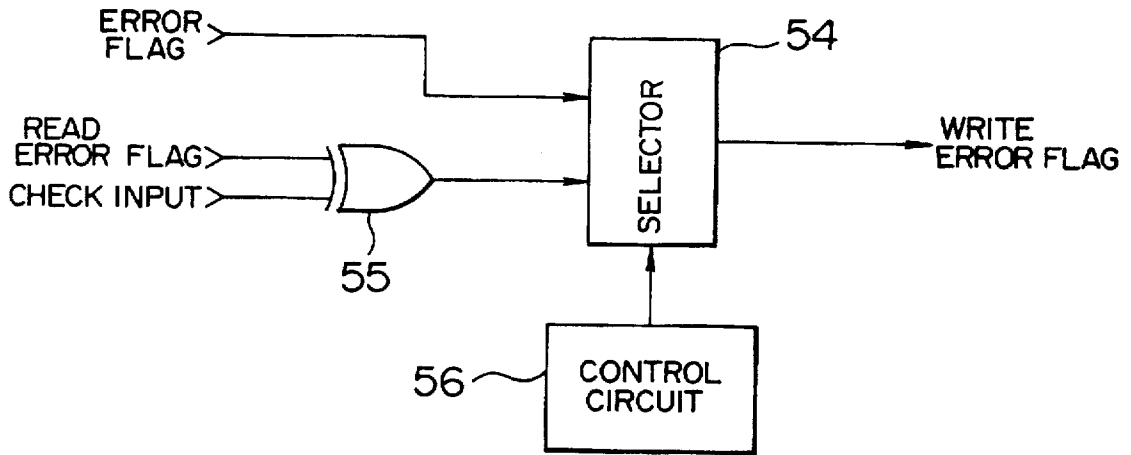 ERROR
FLAG
54
READ
ERROR FLAG
CHECK INPUT
55
SELECTOR
WRITE
ERROR FLAG
56
CONTROL
CIRCUIT